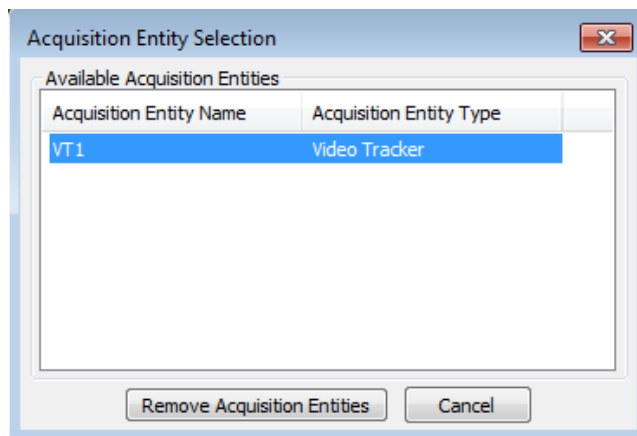 Acquisition Entity Selection
Available Acquisition Entities
Acquisition Entity Name Acquisition Entity Type
VT1 Video Tracker
Remove Acquisition Entities Cancel